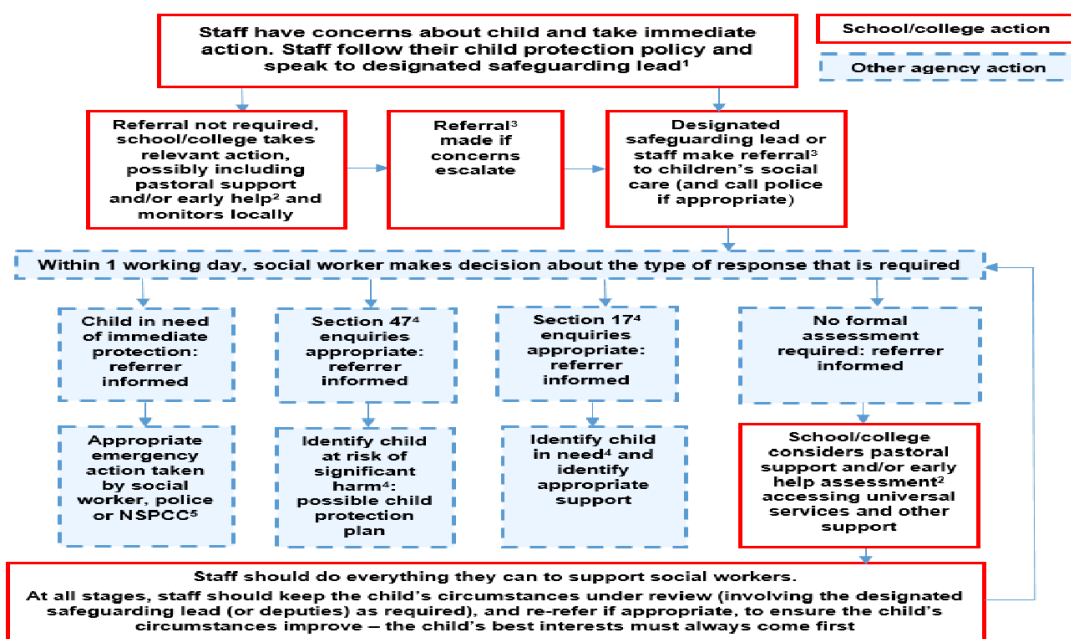 Staff have concerns about child and take immediate
action. Staff follow their child protection policy and
speak to designated safeguarding lead¹
School/college action
Other agency action
Referral not required,
school/college takes
relevant action,
possibly including
pastoral support
and/or early help² and
monitors locally
Referral³
made if
concerns
escalate
Designated
safeguarding lead or
staff make referral³
to children’s social
care (and call police
if appropriate)
Within 1 working day, social worker makes decision about the type of response that is required
Child in need
of immediate
protection:
referrer
informed
Section 47⁴
enquiries
appropriate:
referrer
informed
Section 17⁴
enquiries
appropriate:
referrer
informed
No formal
assessment
required: referrer
informed
Appropriate
emergency
action taken
by social
worker, police
or NSPCC⁵
Identify child
at risk of
significant
harm⁴:
possible child
protection
plan
Identify child
in need⁴ and
identify
appropriate
support
School/college
considers pastoral
support and/or early
help assessment²
accessing universal
services and other
support
Staff should do everything they can to support social workers.
At all stages, staff should keep the child’s circumstances under review (involving the designated
safeguarding lead (or deputies) as required), and re-refer if appropriate, to ensure the child’s
circumstances improve – the child’s best interests must always come first